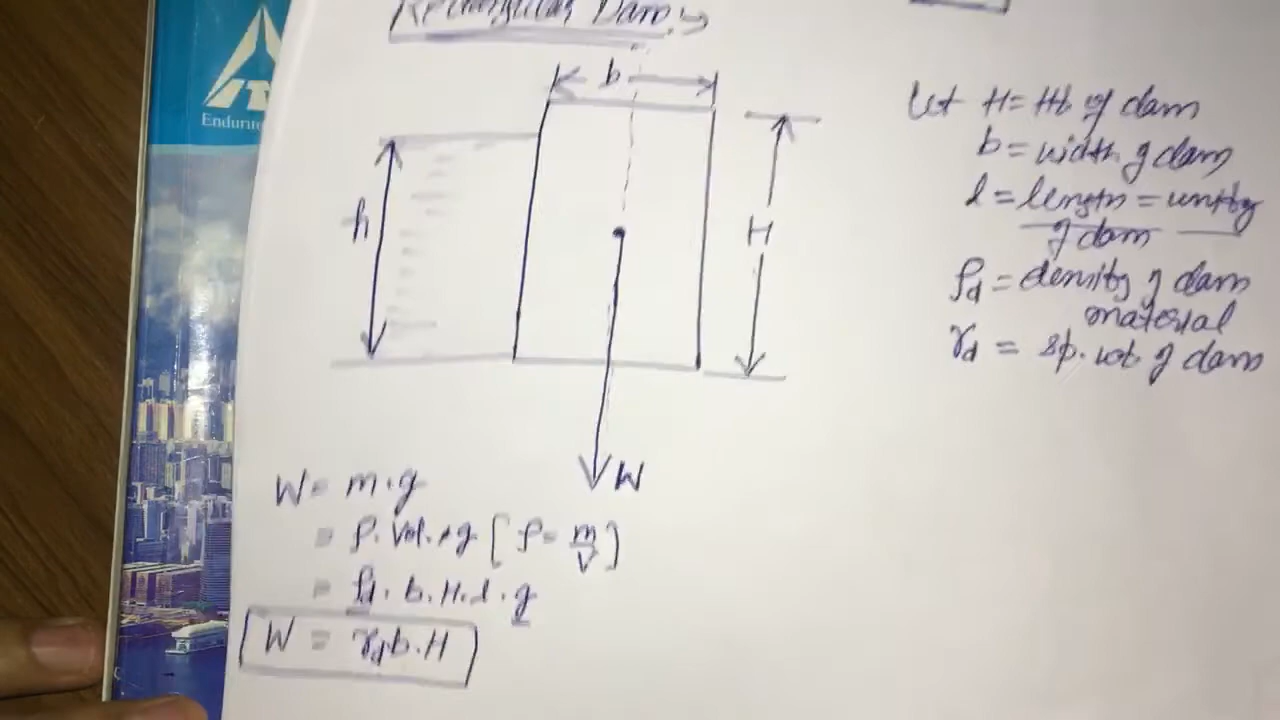 Rectangular Dam :→
b
h
H
W
Let H = Ht of dam
b = width of dam
l = length = unity
of dam
ρd = density of dam
material
γd = sp. wt of dam
W = m.g
= ρ. Vol. × g [ ρ = m/V ]
= ρd. b. H. l. g
W = γd b. H
Endurin